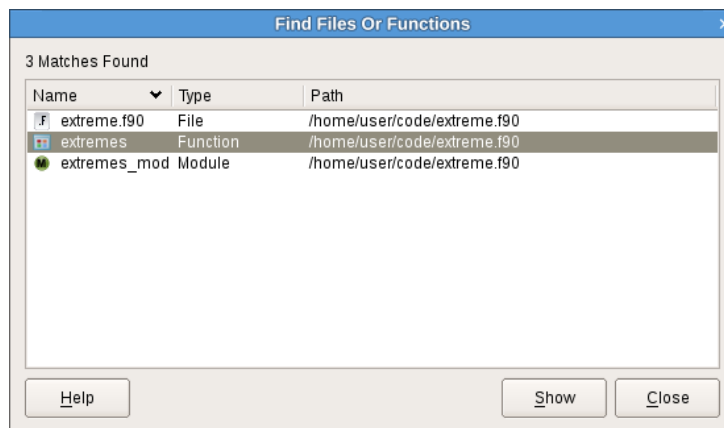 Find Files Or Functions
3 Matches Found
Name Type Path
extreme.f90 File /home/user/code/extreme.f90
extremes Function /home/user/code/extreme.f90
extremes_mod Module /home/user/code/extreme.f90
Help Show Close